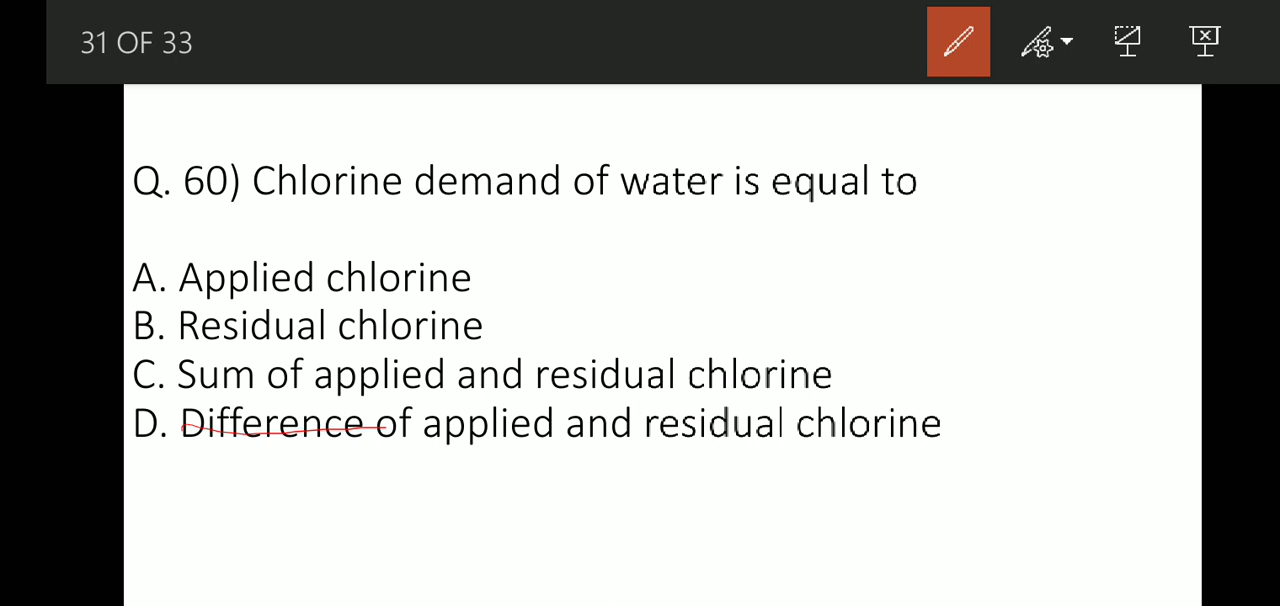 31 OF 33
Q. 60) Chlorine demand of water is equal to
A. Applied chlorine
B. Residual chlorine
C. Sum of applied and residual chlorine
D. Difference of applied and residual chlorine